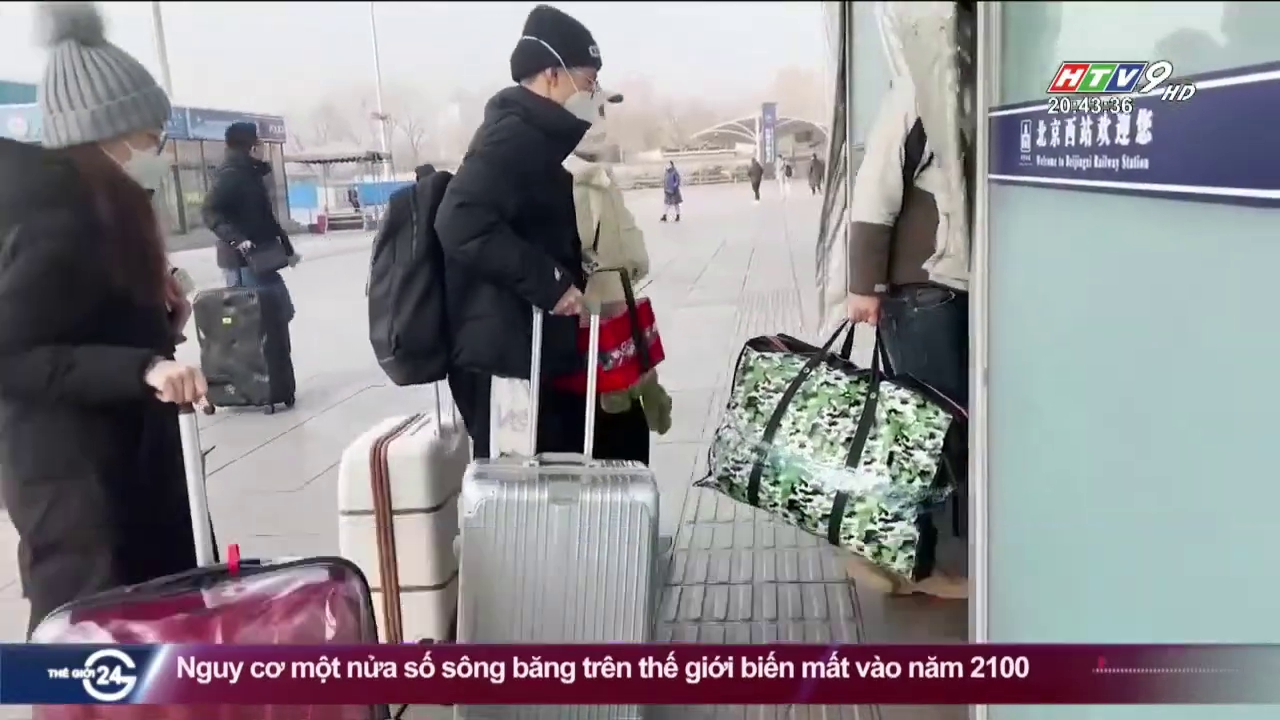 HTV9 HD
20:43:36
北京西站欢迎您
Welcome to Beijingxi Railway Station
THẾ GIỚI 24G
Nguy cơ một nửa số sông băng trên thế giới biến mất vào năm 2100